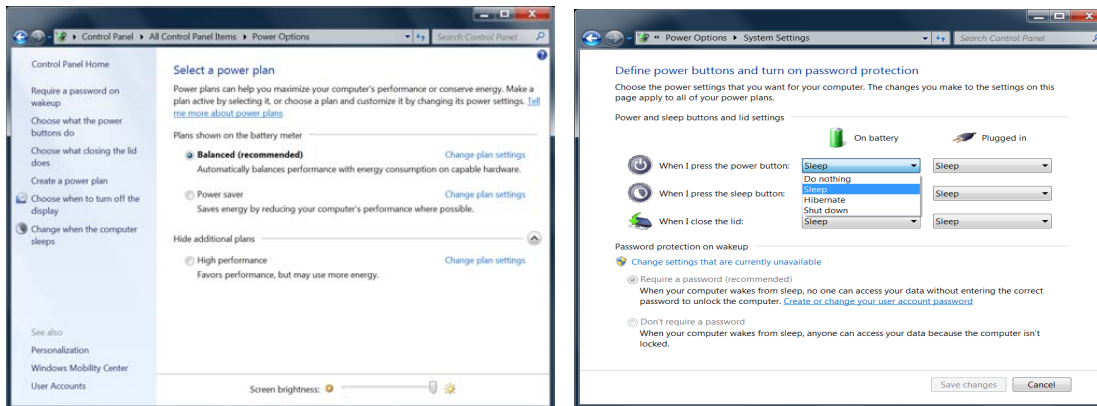 Control Panel ▸ All Control Panel Items ▸ Power Options
Search Control Panel
Control Panel Home
Require a password on
wakeup
Choose what the power
buttons do
Choose what closing the lid
does
Create a power plan
Choose when to turn off the
display
Change when the computer
sleeps
See also
Personalization
Windows Mobility Center
User Accounts
Select a power plan
Power plans can help you maximize your computer's performance or conserve energy. Make a
plan active by selecting it, or choose a plan and customize it by changing its power settings. Tell
me more about power plans
Plans shown on the battery meter
Balanced (recommended) Change plan settings
Automatically balances performance with energy consumption on capable hardware.
Power saver Change plan settings
Saves energy by reducing your computer's performance where possible.
Hide additional plans
High performance Change plan settings
Favors performance, but may use more energy.
Screen brightness:
« Power Options ▸ System Settings
Search Control Panel
Define power buttons and turn on password protection
Choose the power settings that you want for your computer. The changes you make to the settings on this
page apply to all of your power plans.
Power and sleep buttons and lid settings
On battery Plugged in
When I press the power button: Sleep Sleep
Do nothing
Sleep
Hibernate
Shut down
When I press the sleep button: Sleep
When I close the lid: Sleep Sleep
Password protection on wakeup
Change settings that are currently unavailable
Require a password (recommended)
When your computer wakes from sleep, no one can access your data without entering the correct
password to unlock the computer. Create or change your user account password
Don't require a password
When your computer wakes from sleep, anyone can access your data because the computer isn't
locked.
Save changes Cancel